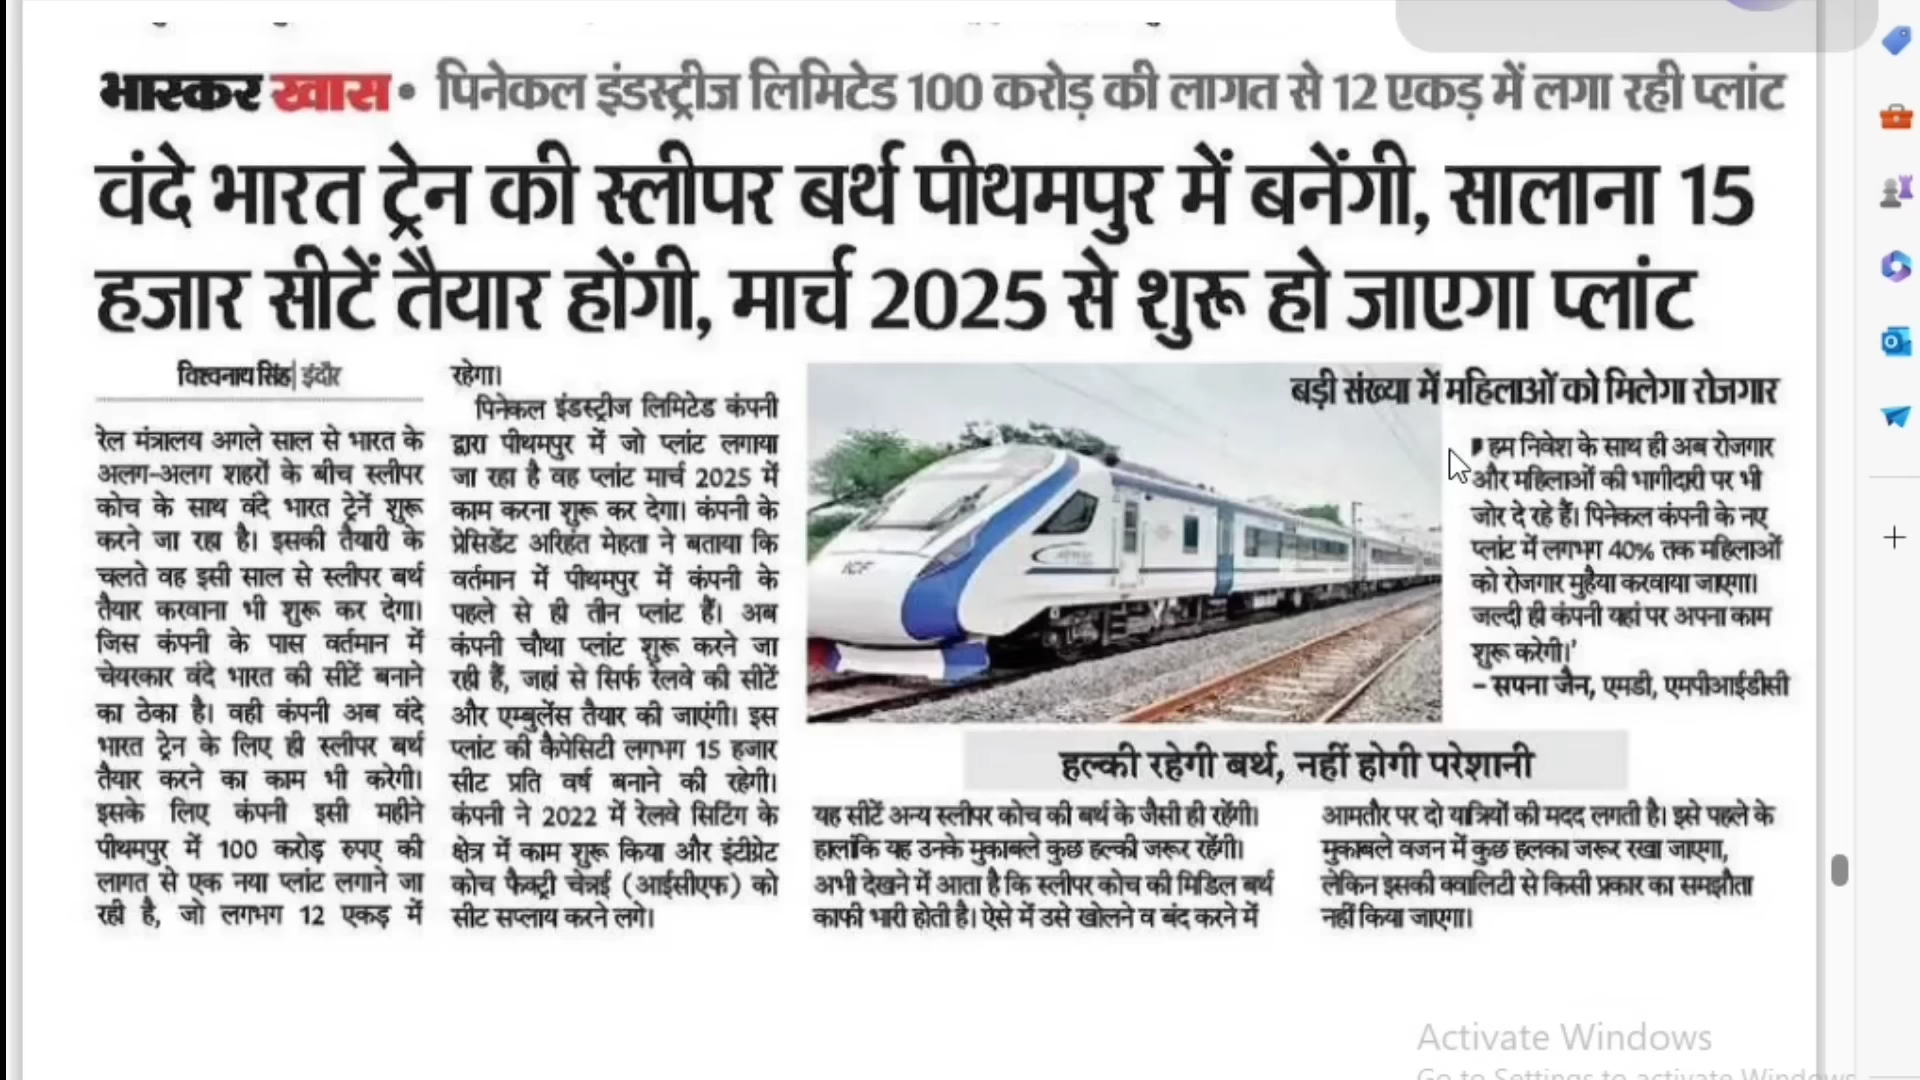 भास्कर खास • पिनेकल इंडस्ट्रीज लिमिटेड 100 करोड़ की लागत से 12 एकड़ में लगा रही प्लांट
वंदे भारत ट्रेन की स्लीपर बर्थ पीथमपुर में बनेंगी, सालाना 15
हजार सीटें तैयार होंगी, मार्च 2025 से शुरू हो जाएगा प्लांट
विश्वनाथ सिंह| इंदौर
रेल मंत्रालय अगले साल से भारत के
अलग-अलग शहरों के बीच स्लीपर
कोच के साथ वंदे भारत ट्रेनें शुरू
करने जा रहा है। इसकी तैयारी के
चलते वह इसी साल से स्लीपर बर्थ
तैयार करवाना भी शुरू कर देगा।
जिस कंपनी के पास वर्तमान में
चेयरकार वंदे भारत की सीटें बनाने
का ठेका है। वही कंपनी अब वंदे
भारत ट्रेन के लिए ही स्लीपर बर्थ
तैयार करने का काम भी करेगी।
इसके लिए कंपनी इसी महीने
पीथमपुर में 100 करोड़ रुपए की
लागत से एक नया प्लांट लगाने जा
रही है, जो लगभग 12 एकड़ में
रहेगा।
पिनेकल इंडस्ट्रीज लिमिटेड कंपनी
द्वारा पीथमपुर में जो प्लांट लगाया
जा रहा है वह प्लांट मार्च 2025 में
काम करना शुरू कर देगा। कंपनी के
प्रेसिडेंट अरिहंत मेहता ने बताया कि
वर्तमान में पीथमपुर में कंपनी के
पहले से ही तीन प्लांट हैं। अब
कंपनी चौथा प्लांट शुरू करने जा
रही हैं, जहां से सिर्फ रेलवे की सीटें
और एम्बुलेंस तैयार की जाएंगी। इस
प्लांट की कैपेसिटी लगभग 15 हजार
सीट प्रति वर्ष बनाने की रहेगी।
कंपनी ने 2022 में रेलवे सिटिंग के
क्षेत्र में काम शुरू किया और इंटीग्रेट
कोच फैक्ट्री चेन्नई (आईसीएफ) को
सीट सप्लाय करने लगे।
ICF
बड़ी संख्या में महिलाओं को मिलेगा रोजगार
'हम निवेश के साथ ही अब रोजगार
और महिलाओं की भागीदारी पर भी
जोर दे रहे हैं। पिनेकल कंपनी के नए
प्लांट में लगभग 40% तक महिलाओं
को रोजगार मुहैया करवाया जाएगा।
जल्दी ही कंपनी यहां पर अपना काम
शुरू करेगी।'
– सपना जैन, एमडी, एमपीआईडीसी
हल्की रहेगी बर्थ, नहीं होगी परेशानी
यह सीटें अन्य स्लीपर कोच की बर्थ के जैसी ही रहेंगी।
हालांकि यह उनके मुकाबले कुछ हल्की जरूर रहेंगी।
अभी देखने में आता है कि स्लीपर कोच की मिडिल बर्थ
काफी भारी होती है। ऐसे में उसे खोलने व बंद करने में
आमतौर पर दो यात्रियों की मदद लगती है। इसे पहले के
मुकाबले वजन में कुछ हलका जरूर रखा जाएगा,
लेकिन इसकी क्वालिटी से किसी प्रकार का समझौता
नहीं किया जाएगा।
Activate Windows
Go to Settings to activate Windows